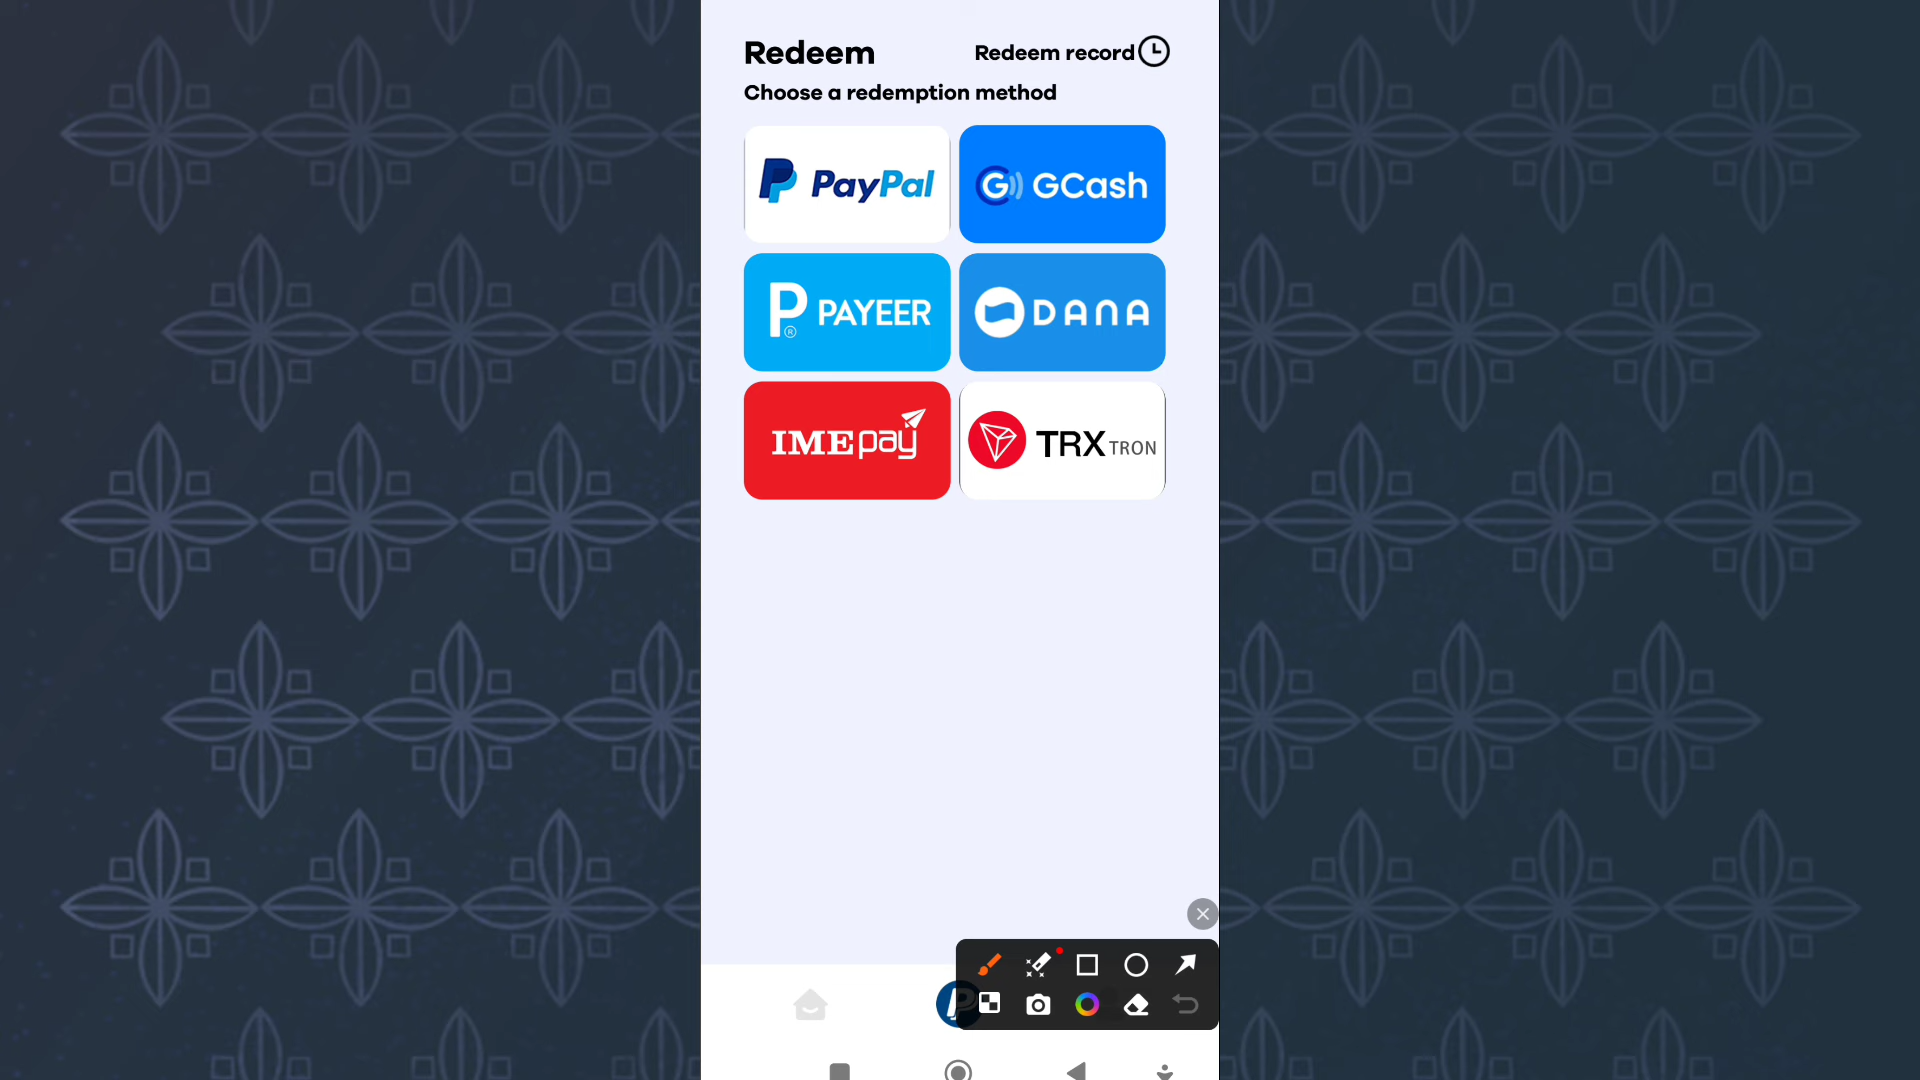 Redeem
Redeem record
Choose a redemption method
PayPal
G GCash
P® PAYEER
DANA
IMEpay
TRX TRON